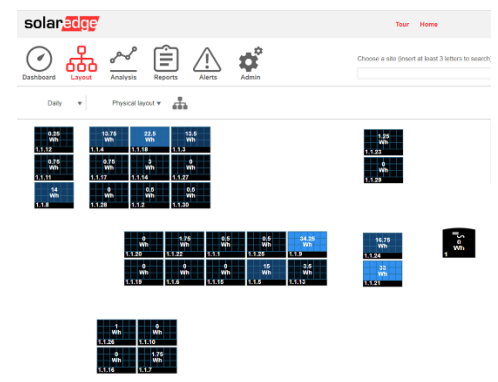 solaredge
Tour Home
Dashboard Layout Analysis Reports Alerts Admin
Choose a site (insert at least 3 letters to search)
Daily ▼ Physical layout ▼
0.25 Wh 1.1.12
13.75 Wh 1.1.4
22.5 Wh 1.1.18
13.5 Wh 1.1.3
1.25 Wh 1.1.23
0.75 Wh 1.1.11
0.75 Wh 1.1.17
3 Wh 1.1.14
0 Wh 1.1.27
0 Wh 1.1.29
14 Wh 1.1.8
0 Wh 1.1.28
0.5 Wh 1.1.2
0.5 Wh 1.1.30
0 Wh 1.1.20
1.75 Wh 1.1.22
0.5 Wh 1.1.1
0.5 Wh 1.1.25
34.25 Wh 1.1.9
16.75 Wh 1.1.24
0 Wh 1
0 Wh 1.1.19
0 Wh 1.1.6
0 Wh 1.1.15
15 Wh 1.1.5
3.5 Wh 1.1.13
33 Wh 1.1.21
1 Wh 1.1.26
0 Wh 1.1.10
0 Wh 1.1.16
1.75 Wh 1.1.7